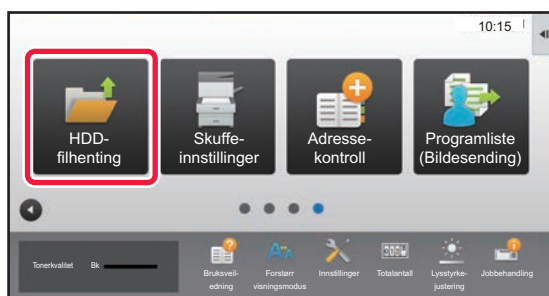 10:15
HDD-
filhenting
Skuffe-
innstillinger
Adresse-
kontroll
Programliste
(Bildesending)
Tonerkvalitet Bk
Bruksveil-
edning
Forstørr
visningsmodus
Innstillinger
Totalantall
Lysstyrke-
justering
Jobbehandling